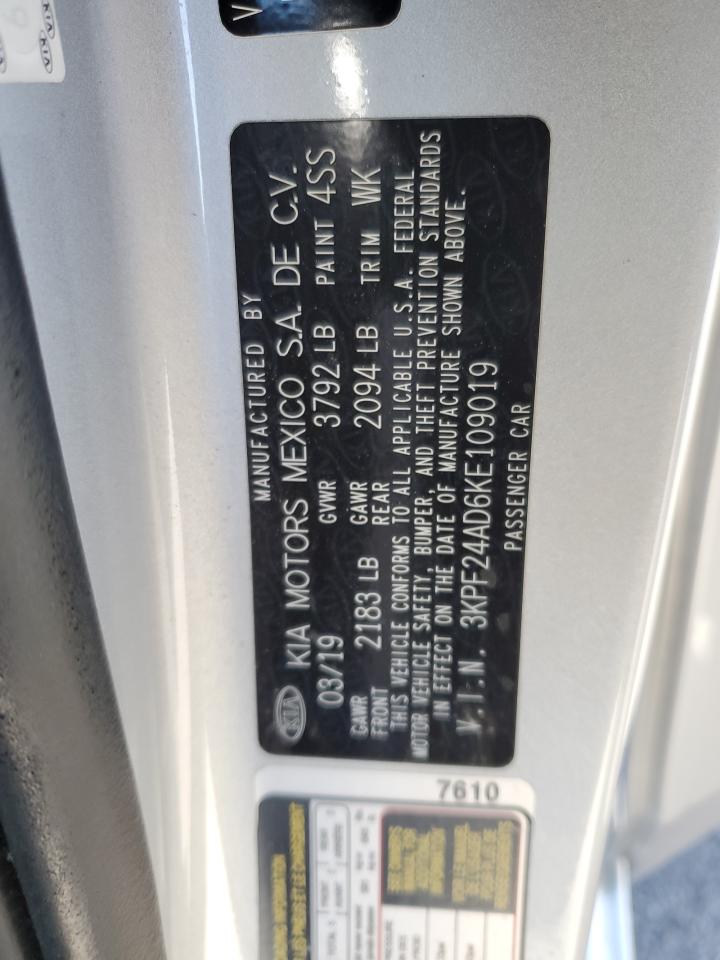 MANUFACTURED BY
KIA KIA MOTORS MEXICO S.A. DE C.V.
03/19 GVWR 3792 LB PAINT 4SS
GAWR FRONT 2183 LB GAWR REAR 2094 LB TRIM WK
THIS VEHICLE CONFORMS TO ALL APPLICABLE U.S.A. FEDERAL
MOTOR VEHICLE SAFETY, BUMPER, AND THEFT PREVENTION STANDARDS
IN EFFECT ON THE DATE OF MANUFACTURE SHOWN ABOVE.
V.I.N. 3KPF24AD6KE109019
PASSENGER CAR
7610
V
KIA